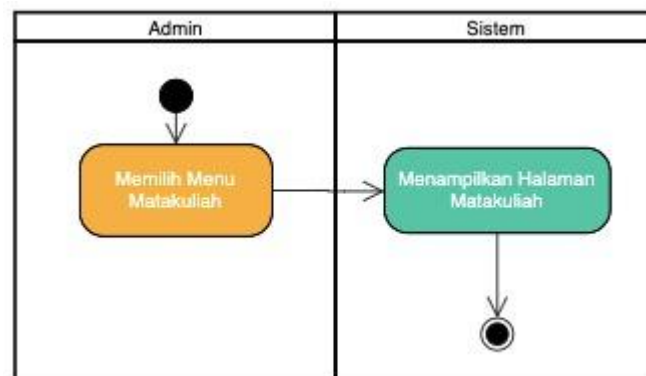 Admin
Sistem
Memilih Menu
Matakuliah
Menampilkan Halaman
Matakuliah